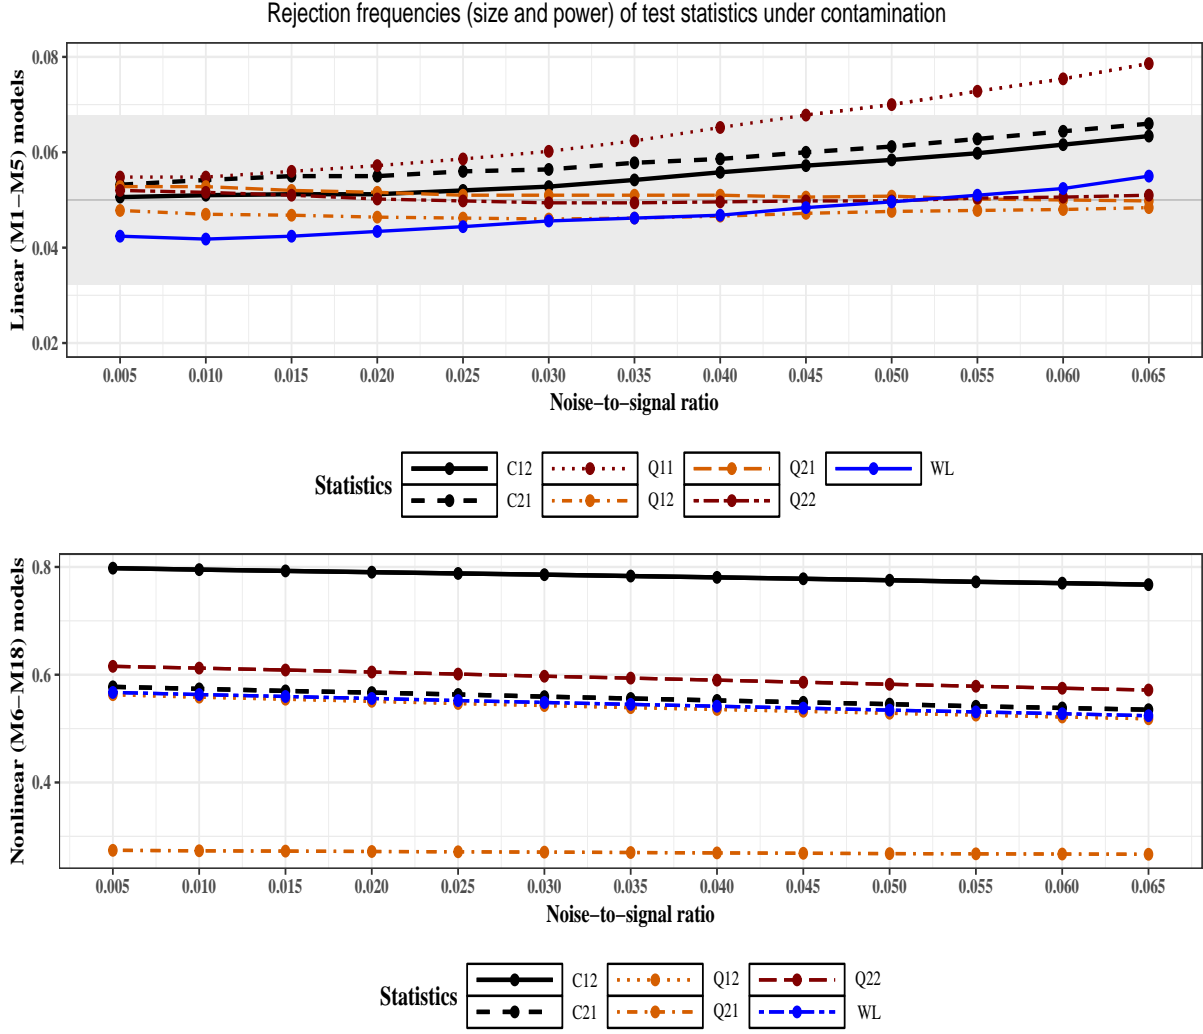 Rejection frequencies (size and power) of test statistics under contamination
Linear (M1−M5) models
0.08
0.06
0.04
0.02
0.005 0.010 0.015 0.020 0.025 0.030 0.035 0.040 0.045 0.050 0.055 0.060 0.065
Noise−to−signal ratio
Statistics
C12 Q11 Q21 WL
C21 Q12 Q22
Nonlinear (M6−M18) models
0.8
0.6
0.4
0.005 0.010 0.015 0.020 0.025 0.030 0.035 0.040 0.045 0.050 0.055 0.060 0.065
Noise−to−signal ratio
Statistics
C12 Q12 Q22
C21 Q21 WL